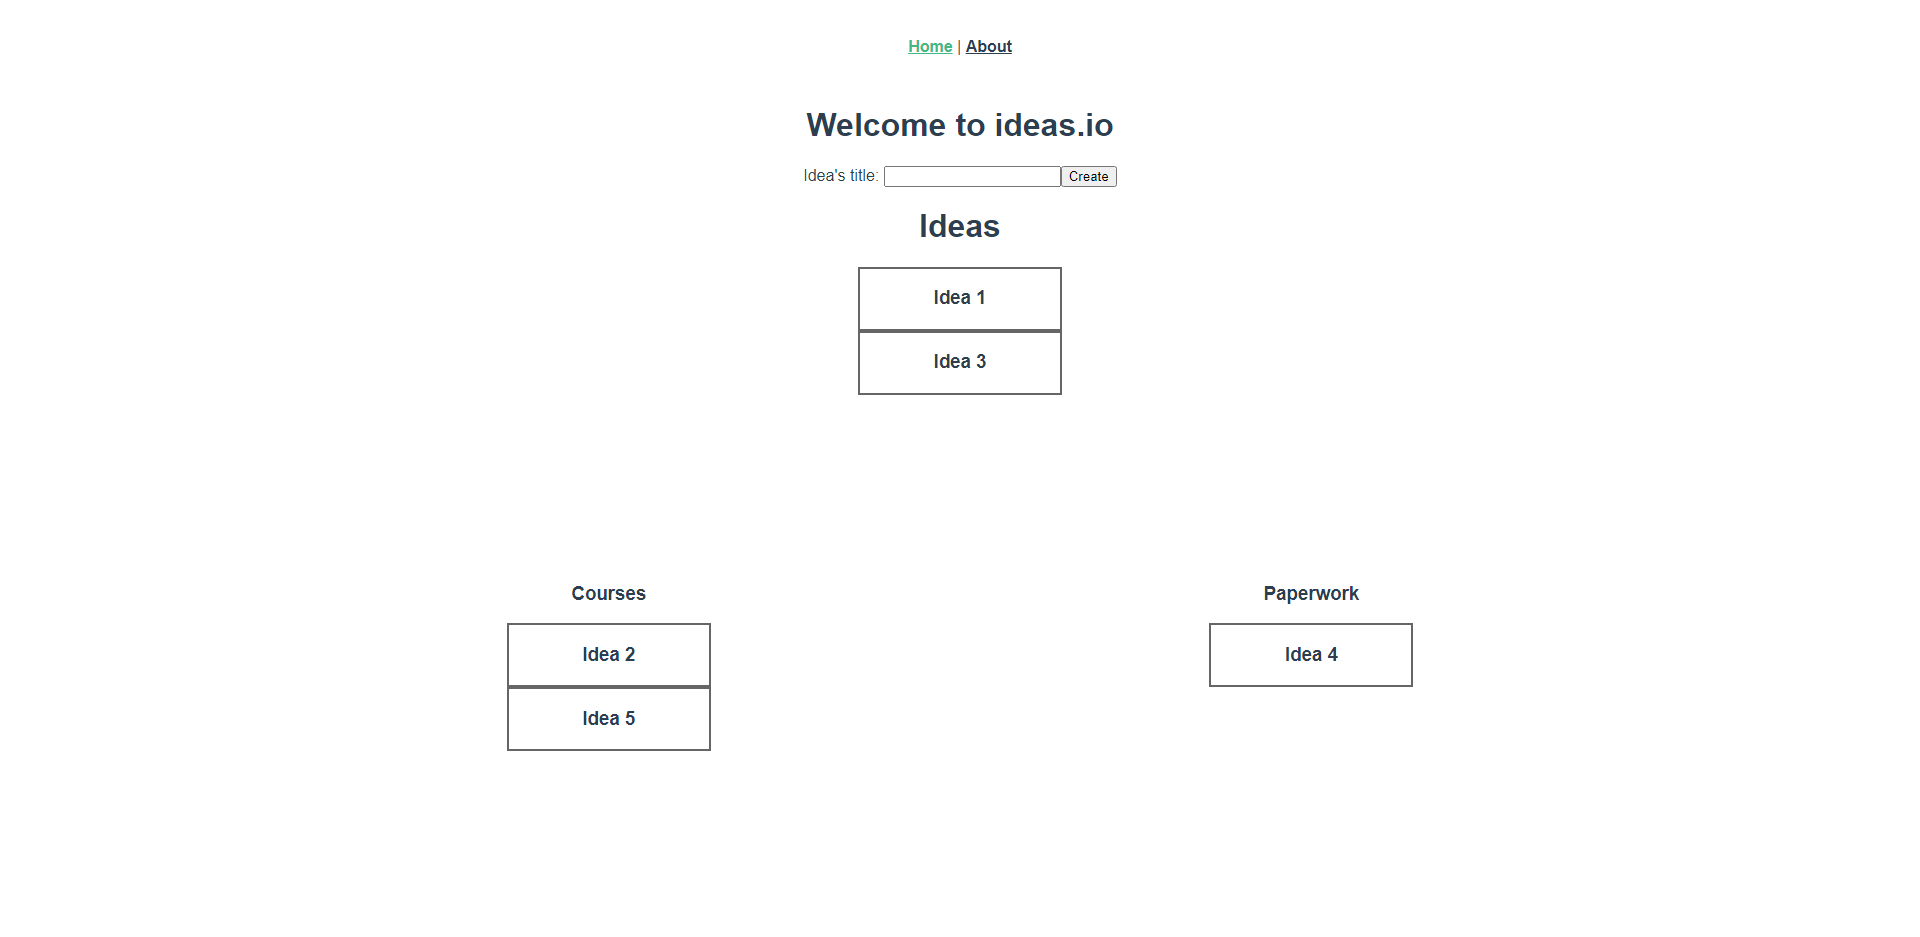 Home | About
Welcome to ideas.io
Idea's title: Create
Ideas
Idea 1
Idea 3
Courses
Idea 2
Idea 5
Paperwork
Idea 4